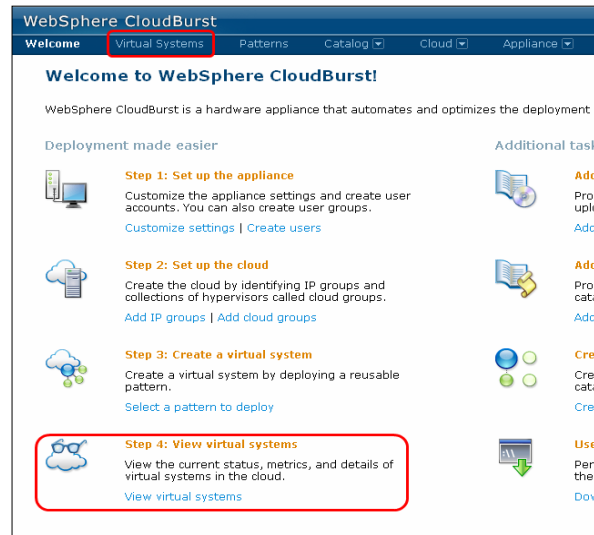 WebSphere CloudBurst
Welcome Virtual Systems Patterns Catalog Cloud Appliance
Welcome to WebSphere CloudBurst!
WebSphere CloudBurst is a hardware appliance that automates and optimizes the deployment
Deployment made easier
Step 1: Set up the appliance
Customize the appliance settings and create user
accounts. You can also create user groups.
Customize settings | Create users
Step 2: Set up the cloud
Create the cloud by identifying IP groups and
collections of hypervisors called cloud groups.
Add IP groups | Add cloud groups
Step 3: Create a virtual system
Create a virtual system by deploying a reusable
pattern.
Select a pattern to deploy
Step 4: View virtual systems
View the current status, metrics, and details of
virtual systems in the cloud.
View virtual systems
Additional
the